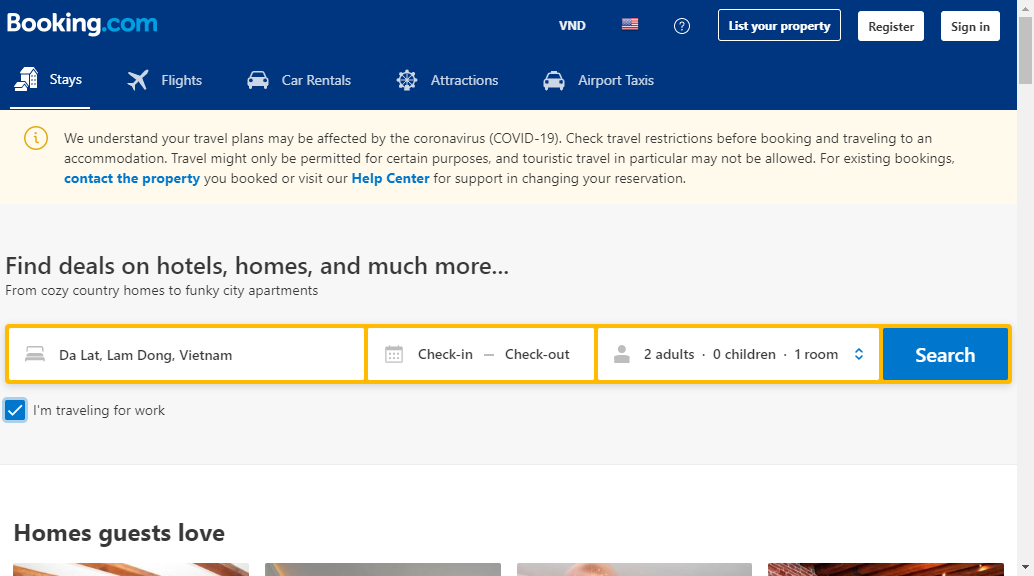 Booking.com
VND
List your property
Register
Sign in
Stays
Flights
Car Rentals
Attractions
Airport Taxis
We understand your travel plans may be affected by the coronavirus (COVID-19). Check travel restrictions before booking and traveling to an
accommodation. Travel might only be permitted for certain purposes, and touristic travel in particular may not be allowed. For existing bookings,
contact the property you booked or visit our Help Center for support in changing your reservation.
Find deals on hotels, homes, and much more...
From cozy country homes to funky city apartments
Da Lat, Lam Dong, Vietnam
Check-in — Check-out
2 adults · 0 children · 1 room
Search
I'm traveling for work
Homes guests love